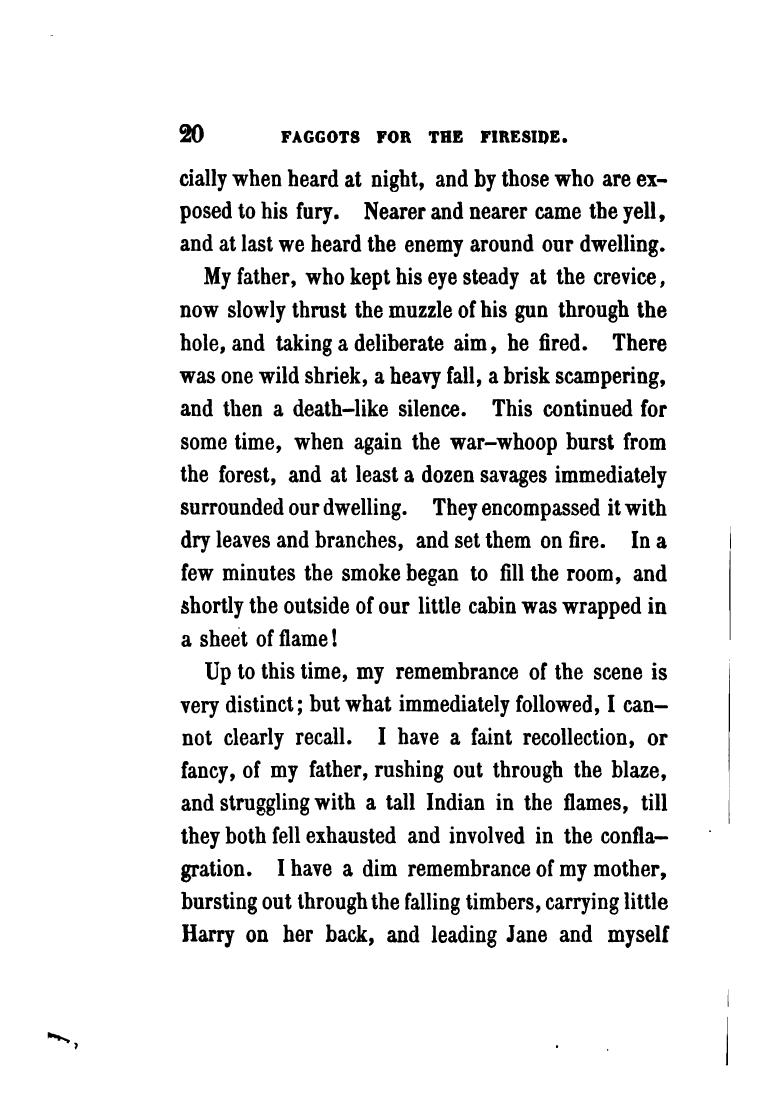 20 FAGGOTS FOR THE FIRESIDE.
cially when heard at night, and by those who are ex-
posed to his fury. Nearer and nearer came the yell,
and at last we heard the enemy around our dwelling.
My father, who kept his eye steady at the crevice,
now slowly thrust the muzzle of his gun through the
hole, and taking a deliberate aim, he fired. There
was one wild shriek, a heavy fall, a brisk scampering,
and then a death-like silence. This continued for
some time, when again the war-whoop burst from
the forest, and at least a dozen savages immediately
surrounded our dwelling. They encompassed it with
dry leaves and branches, and set them on fire. In a
few minutes the smoke began to fill the room, and
shortly the outside of our little cabin was wrapped in
a sheet of flame!
Up to this time, my remembrance of the scene is
very distinct; but what immediately followed, I can-
not clearly recall. I have a faint recollection, or
fancy, of my father, rushing out through the blaze,
and struggling with a tall Indian in the flames, till
they both fell exhausted and involved in the confla-
gration. I have a dim remembrance of my mother,
bursting out through the falling timbers, carrying little
Harry on her back, and leading Jane and myself